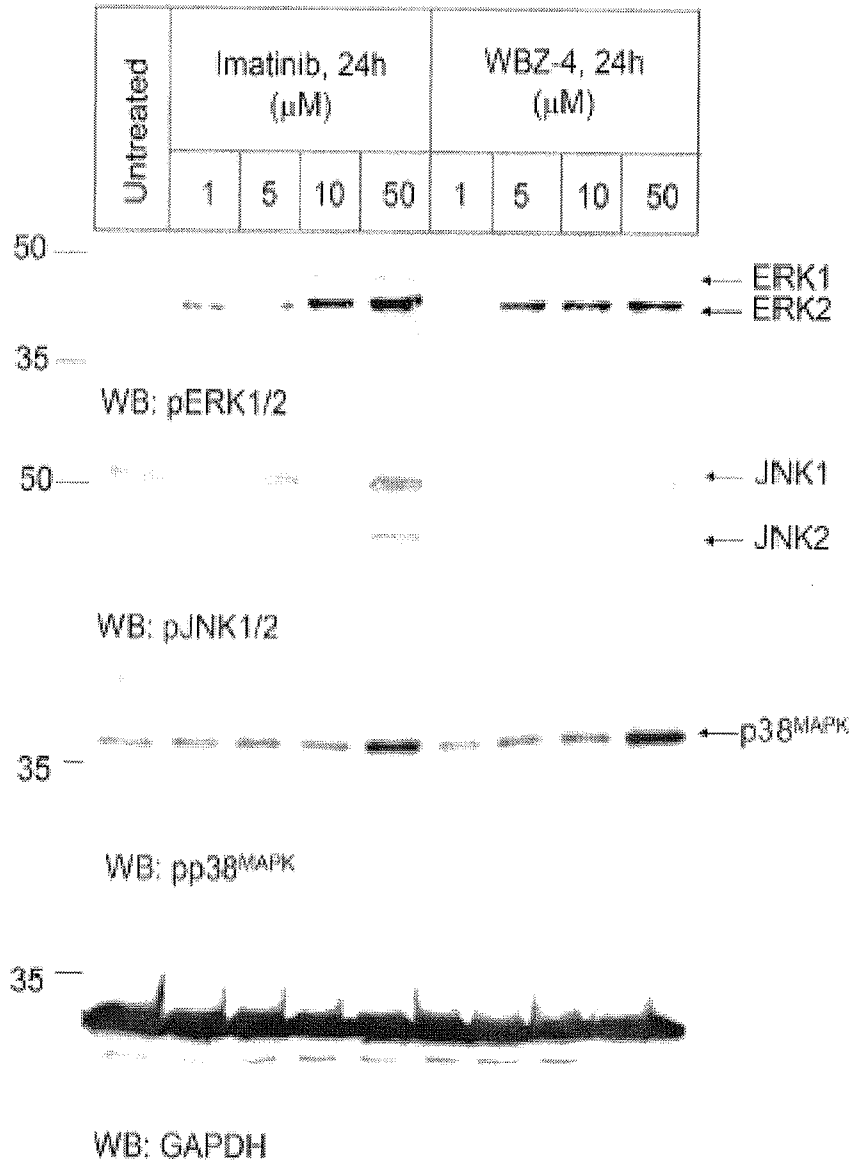 Untreated
Imatinib, 24h
(μM)
WBZ-4, 24h
(μM)
1 5 10 50 1 5 10 50
50
ERK1
ERK2
35
WB: pERK1/2
50
JNK1
JNK2
WB: pJNK1/2
p38MAPK
35
WB: pp38MAPK
35
WB: GAPDH